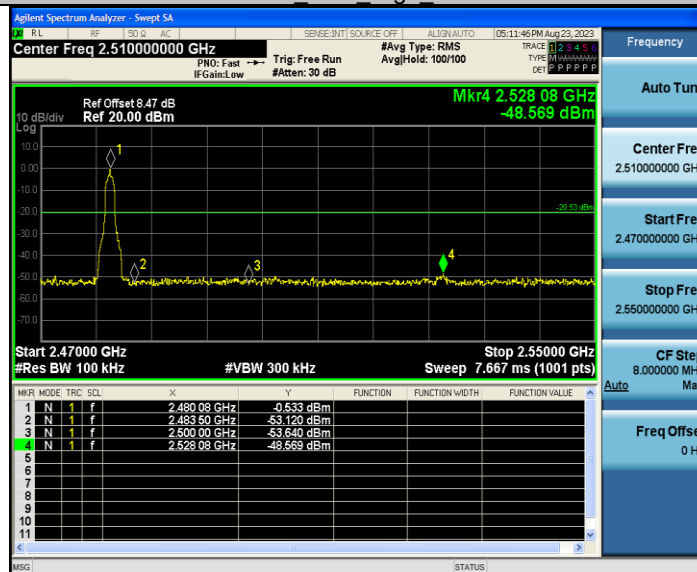 Agilent Spectrum Analyzer - Swept SA
RL RF 50 Ω AC SENSE:INT SOURCE OFF ALIGNAUTO 05:11:46 PM Aug 23, 2023
Center Freq 2.510000000 GHz
PNO: Fast
IFGain:Low
Trig: Free Run
#Atten: 30 dB
#Avg Type: RMS
Avg|Hold: 100/100
TRACE 1 2 3 4 5 6
TYPE M
DET P P P P P P
Frequency
Ref Offset 8.47 dB
10 dB/div Ref 20.00 dBm
Log
Mkr4 2.528 08 GHz
-48.569 dBm
10.0
0.00
-10.0
-20.0
-30.0
-40.0
-50.0
-60.0
-70.0
1
2
3
4
-20.53 dBm
Start 2.47000 GHz Stop 2.55000 GHz
#Res BW 100 kHz #VBW 300 kHz Sweep 7.667 ms (1001 pts)
MKR MODE TRC SCL X Y FUNCTION FUNCTION WIDTH FUNCTION VALUE
1 N 1 f 2.480 08 GHz -0.533 dBm
2 N 1 f 2.483 50 GHz -53.120 dBm
3 N 1 f 2.500 00 GHz -53.640 dBm
4 N 1 f 2.528 08 GHz -48.569 dBm
5
6
7
8
9
10
11
MSG STATUS
Auto Tun
Center Fre
2.510000000 GH
Start Fre
2.470000000 GH
Stop Fre
2.550000000 GH
CF Ste
8.000000 MH
Auto Ma
Freq Offse
0 H